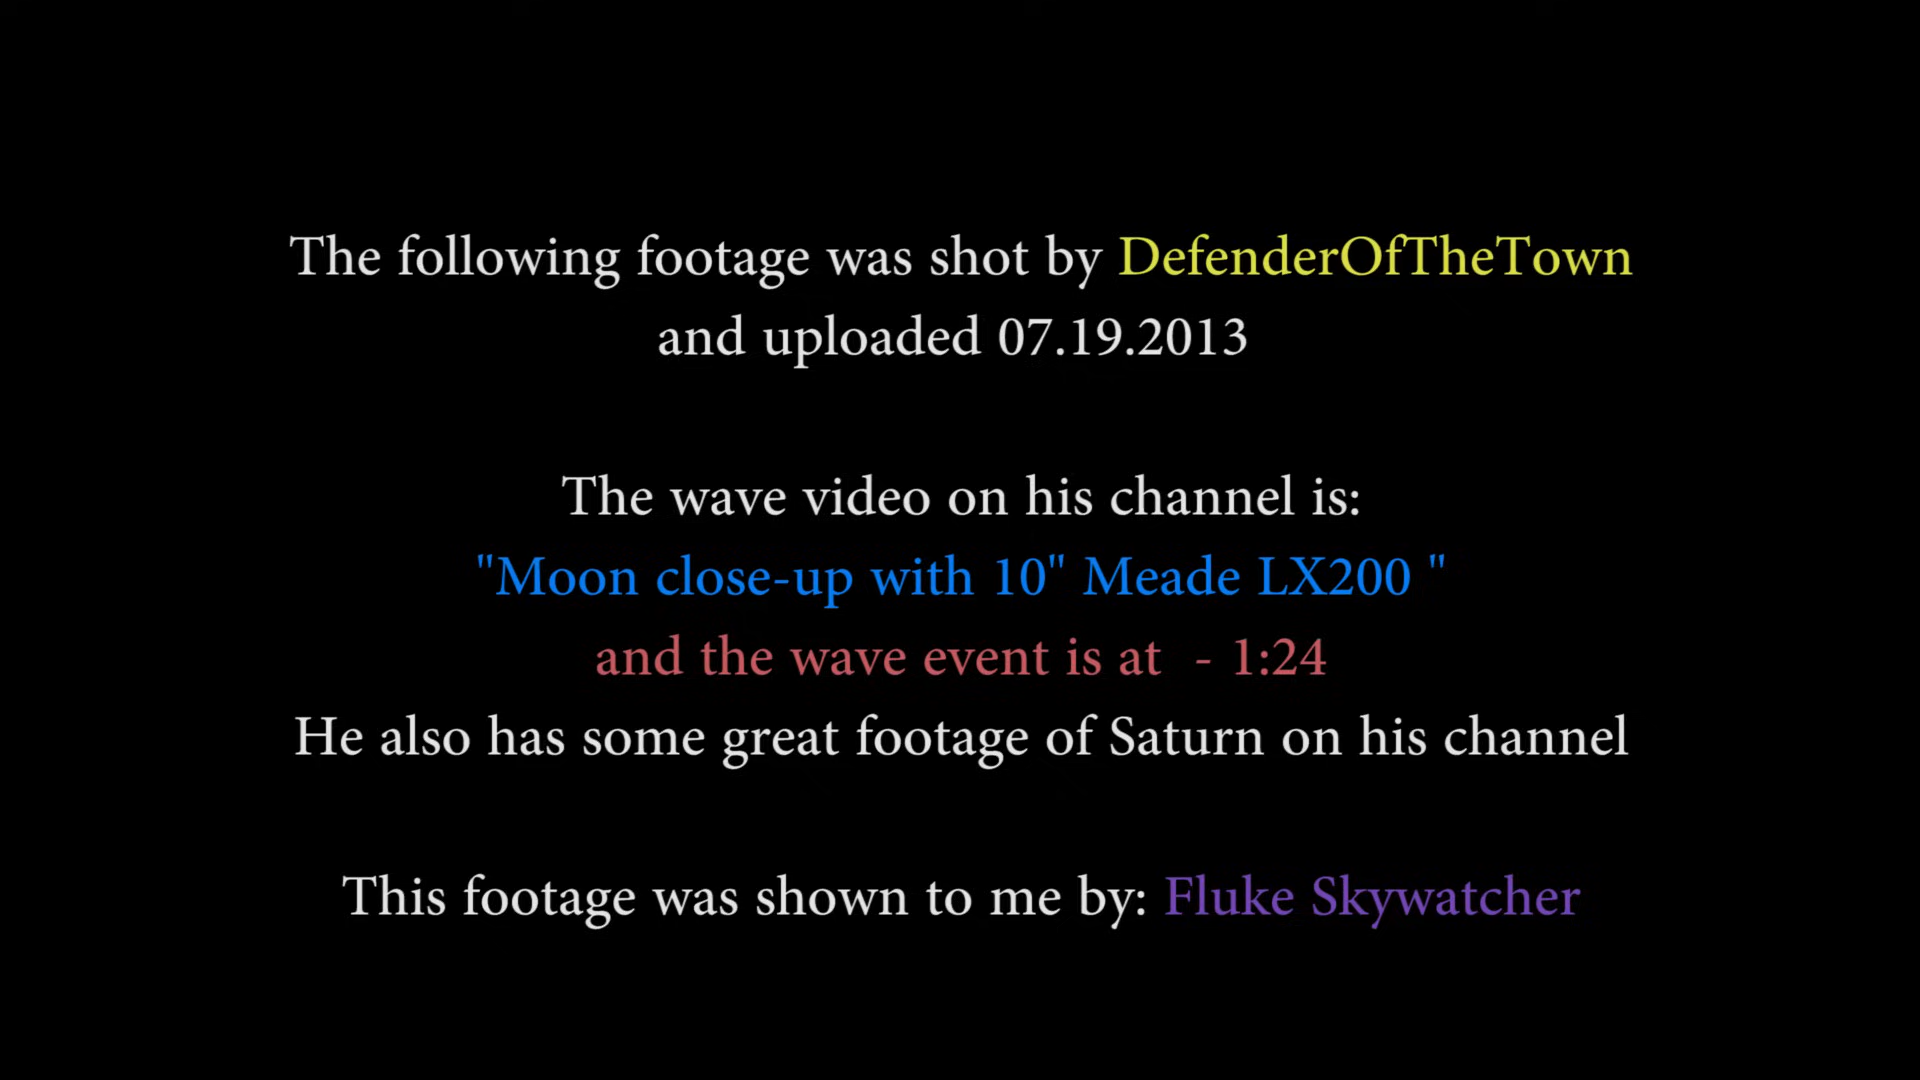 The following footage was shot by DefenderOfTheTown
and uploaded 07.19.2013
The wave video on his channel is:
"Moon close-up with 10" Meade LX200 "
and the wave event is at  - 1:24
He also has some great footage of Saturn on his channel
This footage was shown to me by: Fluke Skywatcher